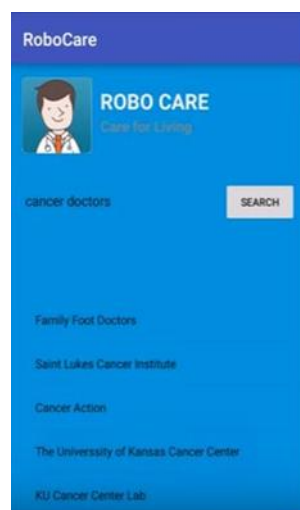 RoboCare
ROBO CARE
Care for Living
cancer doctors
SEARCH
Family Foot Doctors
Saint Lukes Cancer Institute
Cancer Action
The Universsity of Kansas Cancer Center
KU Cancer Center Lab